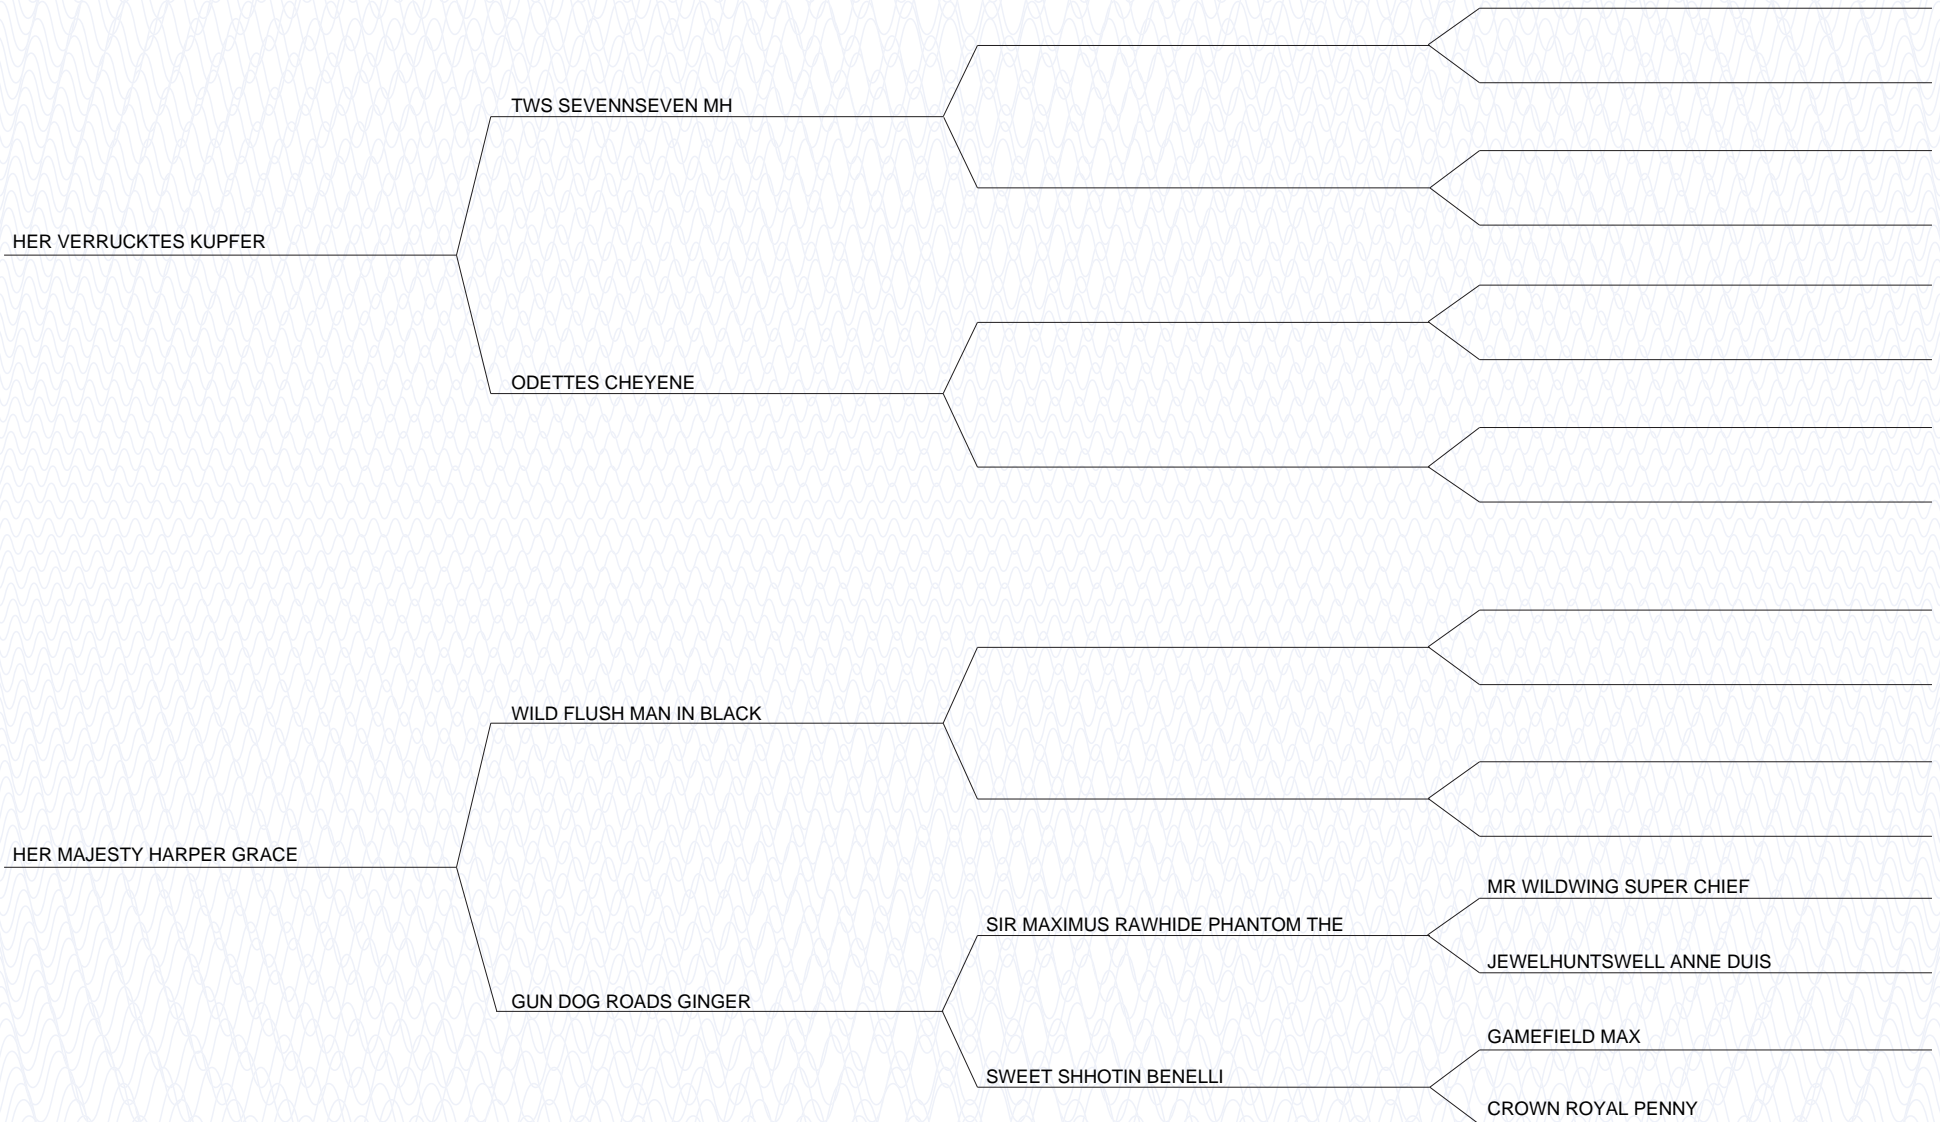 TWS SEVENNSEVEN MH
HER VERRUCKTES KUPFER
ODETTES CHEYENE
WILD FLUSH MAN IN BLACK
HER MAJESTY HARPER GRACE
MR WILDWING SUPER CHIEF
SIR MAXIMUS RAWHIDE PHANTOM THE
JEWELHUNTSWELL ANNE DUIS
GUN DOG ROADS GINGER
GAMEFIELD MAX
SWEET SHHOTIN BENELLI
CROWN ROYAL PENNY